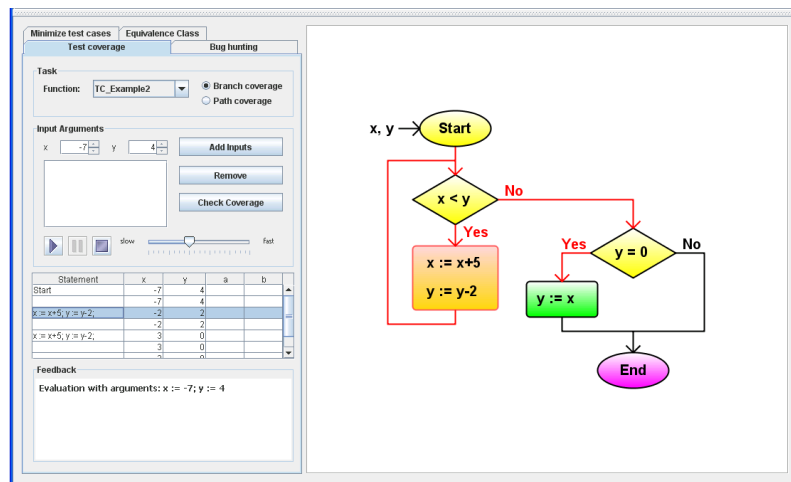 Minimize test cases Equivalence Class
Test coverage Bug hunting
Task
Function: TC_Example2 Branch coverage
Path coverage
Input Arguments
x -7 y 4 Add Inputs
Remove
Check Coverage
slow Fast
Statement x y a b
Start -7 4
-7 4
x := x+5; y := y-2; -2 2
-2 2
x := x+5; y := y-2; 3 0
3 0
Feedback
Evaluation with arguments: x := -7; y := 4
x, y Start
x < y No
Yes
x := x+5
y := y-2
Yes y = 0 No
y := x
End